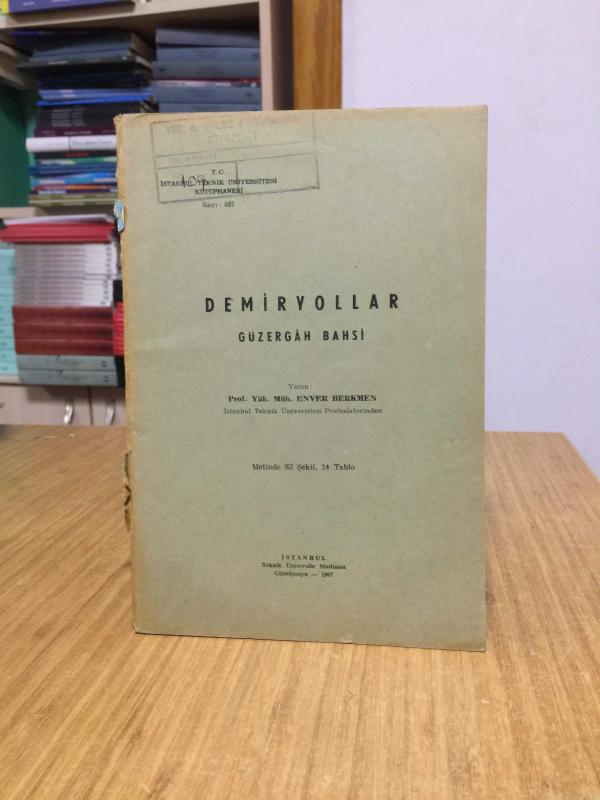 T. C.
İSTANBUL TEKNİK ÜNİVERSİTESİ
KÜTÜPHANESİ
Sayı : 687
DEMİRYOLLAR
GÜZERGÂH BAHSİ
Yazan :
Prof. Yük. Müh. ENVER BERKMEN
İstanbul Teknik Üniversitesi Profesörlerinden
Metinde 83 Şekil, 14 Tablo
İSTANBUL
Teknik Üniversite Matbaası
Gümüşsuyu — 1967